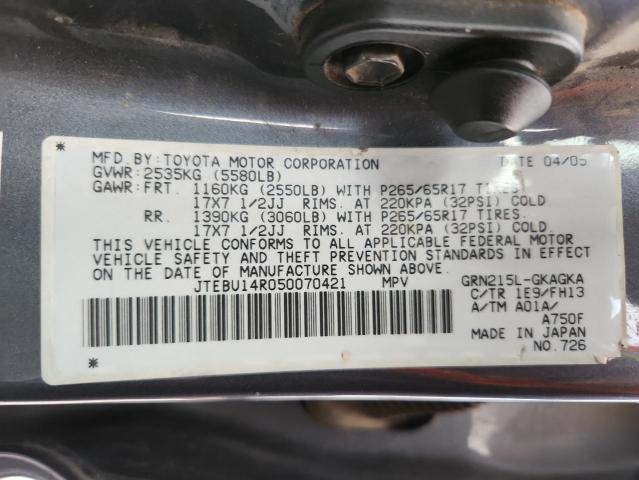 MFD. BY: TOYOTA MOTOR CORPORATION DATE 04/05
GVWR: 2535KG (5580LB)
GAWR: FRT. 1160KG (2550LB) WITH P265/65R17 TIRES
17X7 1/2JJ RIMS. AT 220KPA (32PSI) COLD
RR. 1390KG (3060LB) WITH P265/65R17 TIRES.
17X7 1/2JJ RIMS. AT 220KPA (32PSI) COLD.
THIS VEHICLE CONFORMS TO ALL APPLICABLE FEDERAL MOTOR
VEHICLE SAFETY AND THEFT PREVENTION STANDARDS IN EFFECT
ON THE DATE OF MANUFACTURE SHOWN ABOVE.
JTEBU14R050070421 MPV GRN215L-GKAGKA
C/TR 1E9/FH13
A/TM A01A/
A750F
MADE IN JAPAN
NO.726